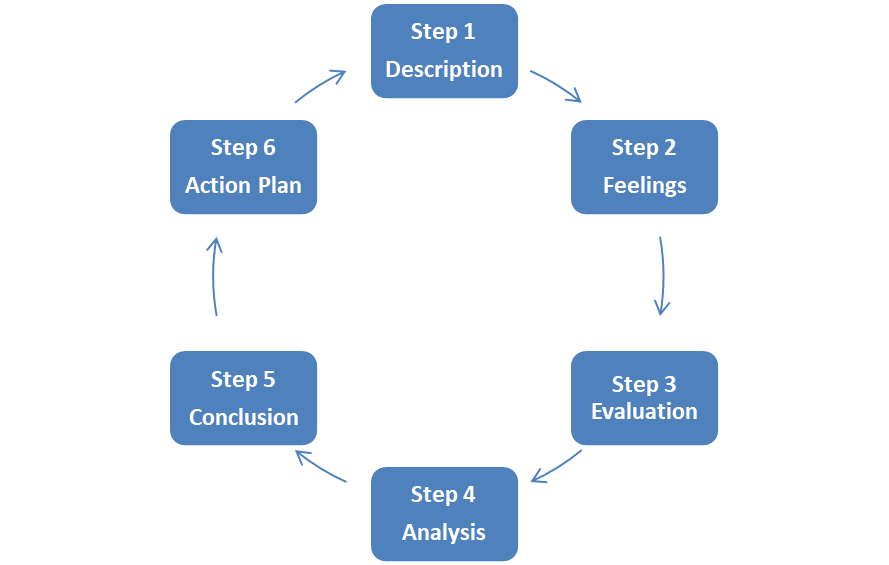 Step 1
Description
Step 2
Feelings
Step 3
Evaluation
Step 4
Analysis
Step 5
Conclusion
Step 6
Action Plan